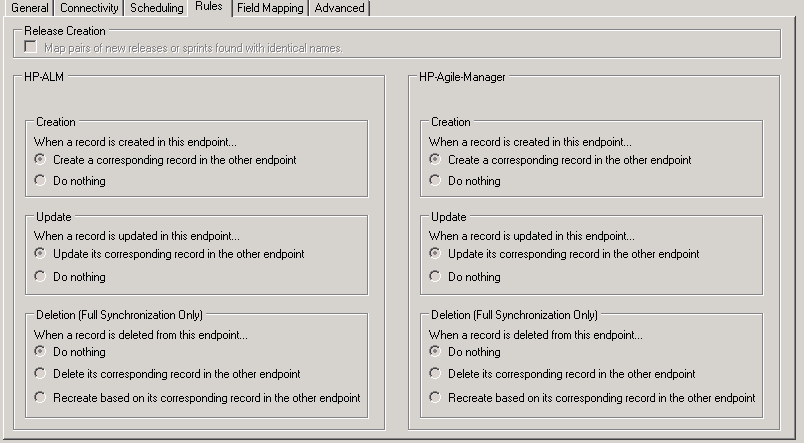 General Connectivity Scheduling Rules Field Mapping Advanced
Release Creation
Map pairs of new releases or sprints found with identical names.
HP-ALM
Creation
When a record is created in this endpoint...
Create a corresponding record in the other endpoint
Do nothing
Update
When a record is updated in this endpoint...
Update its corresponding record in the other endpoint
Do nothing
Deletion (Full Synchronization Only)
When a record is deleted from this endpoint...
Do nothing
Delete its corresponding record in the other endpoint
Recreate based on its corresponding record in the other endpoint
HP-Agile-Manager
Creation
When a record is created in this endpoint...
Create a corresponding record in the other endpoint
Do nothing
Update
When a record is updated in this endpoint...
Update its corresponding record in the other endpoint
Do nothing
Deletion (Full Synchronization Only)
When a record is deleted from this endpoint...
Do nothing
Delete its corresponding record in the other endpoint
Recreate based on its corresponding record in the other endpoint